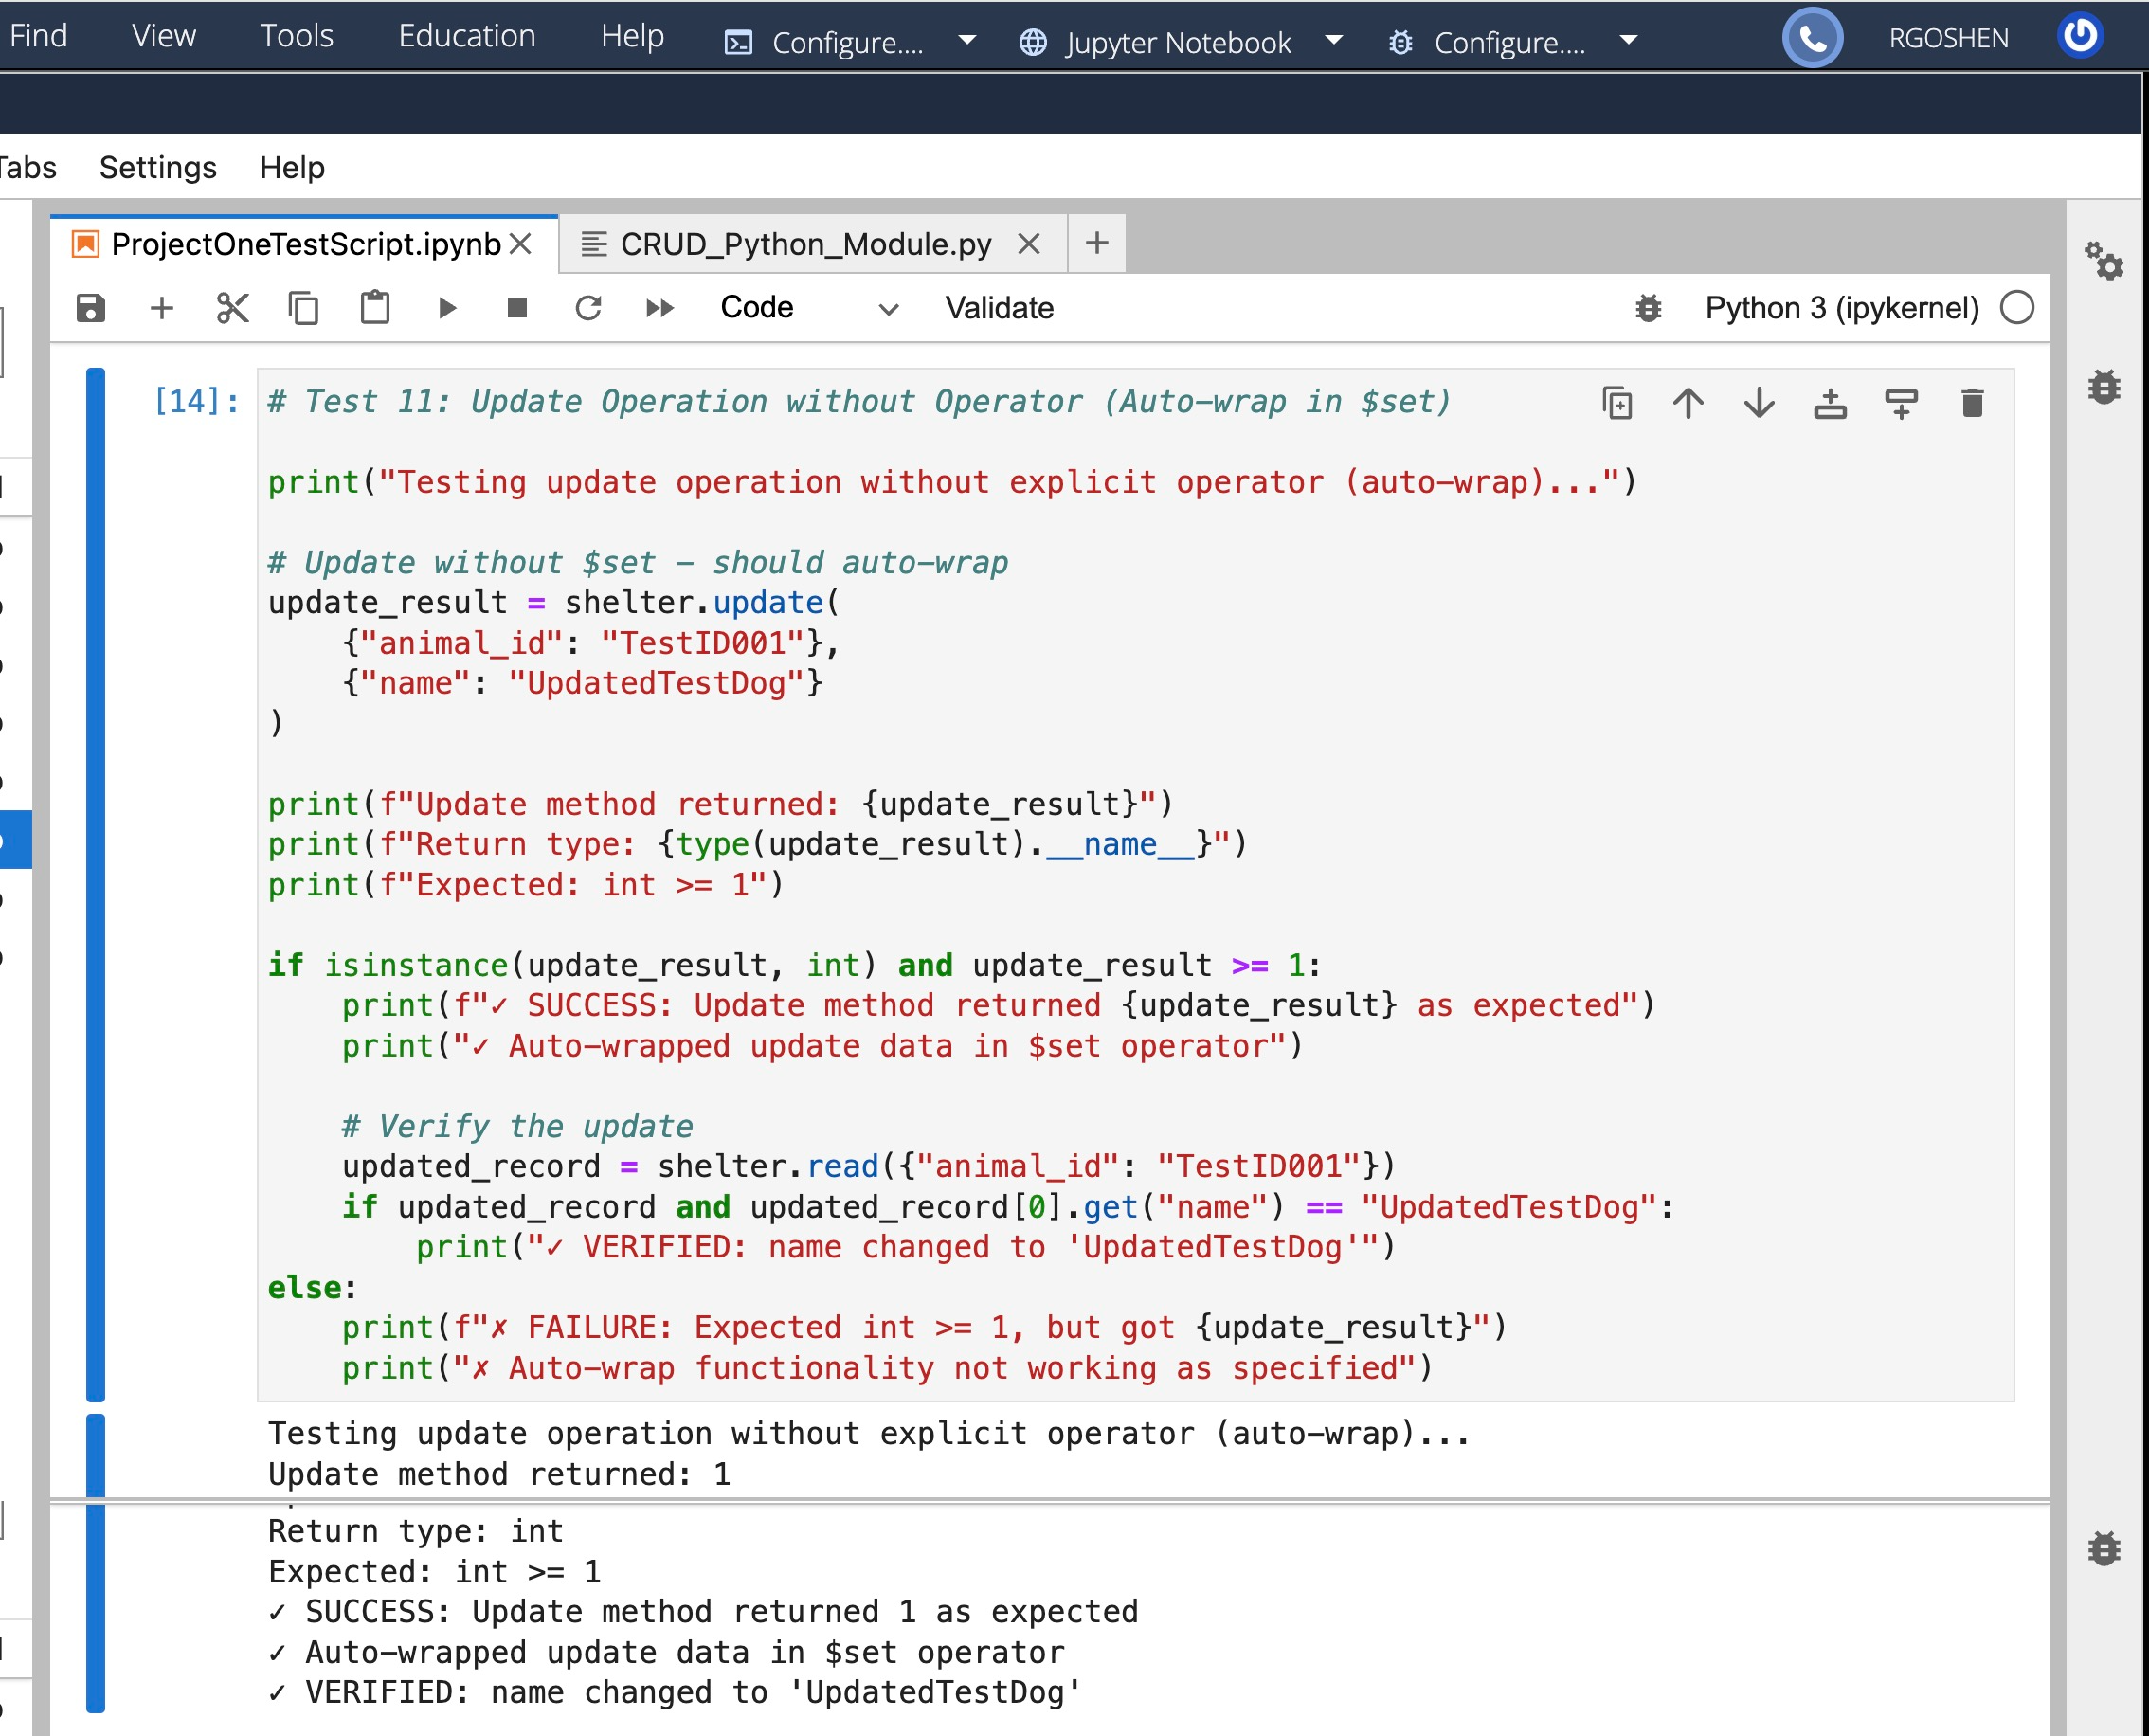 Find View Tools Education Help Configure.... Jupyter Notebook Configure.... RGOSHEN
Tabs Settings Help
ProjectOneTestScript.ipynb CRUD_Python_Module.py
Code Validate Python 3 (ipykernel)
[14]: # Test 11: Update Operation without Operator (Auto-wrap in $set)
print("Testing update operation without explicit operator (auto-wrap)...")
# Update without $set – should auto-wrap
update_result = shelter.update(
    {"animal_id": "TestID001"},
    {"name": "UpdatedTestDog"}
)
print(f"Update method returned: {update_result}")
print(f"Return type: {type(update_result).__name__}")
print(f"Expected: int >= 1")
if isinstance(update_result, int) and update_result >= 1:
    print(f"✓ SUCCESS: Update method returned {update_result} as expected")
    print("✓ Auto-wrapped update data in $set operator")
    # Verify the update
    updated_record = shelter.read({"animal_id": "TestID001"})
    if updated_record and updated_record[0].get("name") == "UpdatedTestDog":
        print("✓ VERIFIED: name changed to 'UpdatedTestDog'")
else:
    print(f"✗ FAILURE: Expected int >= 1, but got {update_result}")
    print("✗ Auto-wrap functionality not working as specified")
Testing update operation without explicit operator (auto-wrap)...
Update method returned: 1
Return type: int
Expected: int >= 1
✓ SUCCESS: Update method returned 1 as expected
✓ Auto-wrapped update data in $set operator
✓ VERIFIED: name changed to 'UpdatedTestDog'